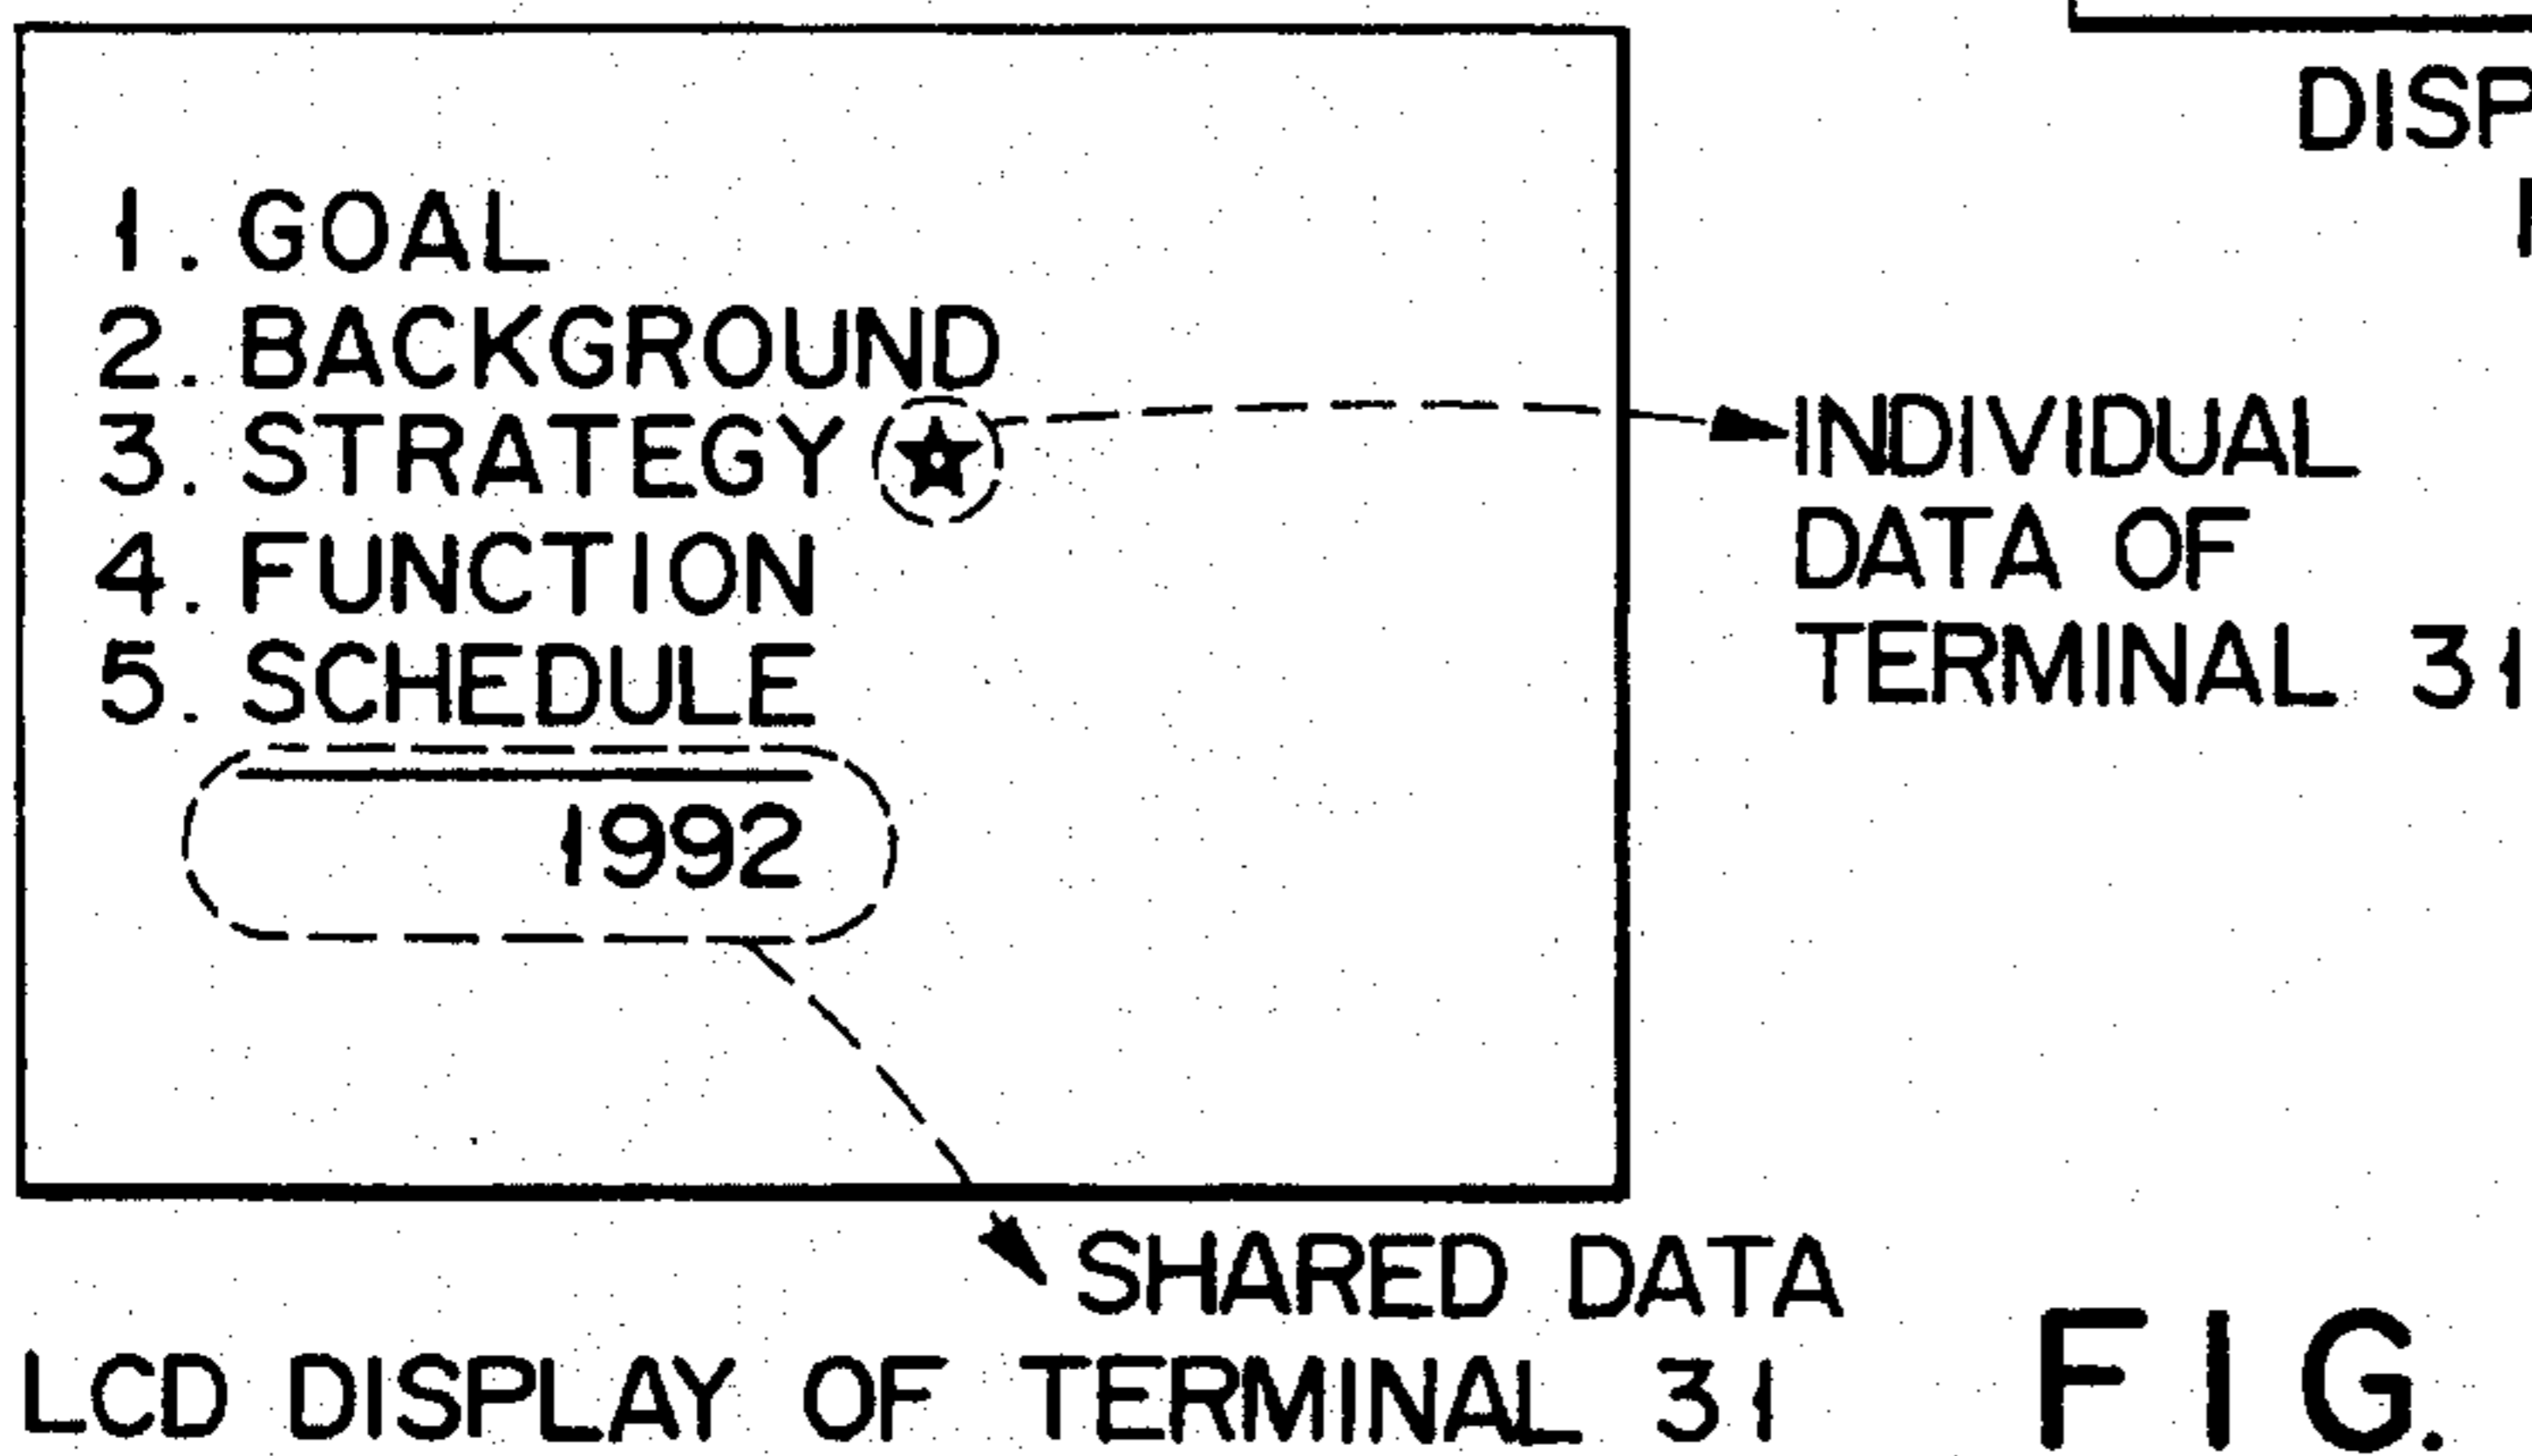 1. GOAL
2. BACKGROUND
3. STRATEGY ★
4. FUNCTION
5. SCHEDULE
1992
INDIVIDUAL
DATA OF
TERMINAL 31
SHARED DATA
LCD DISPLAY OF TERMINAL 31
FIG.